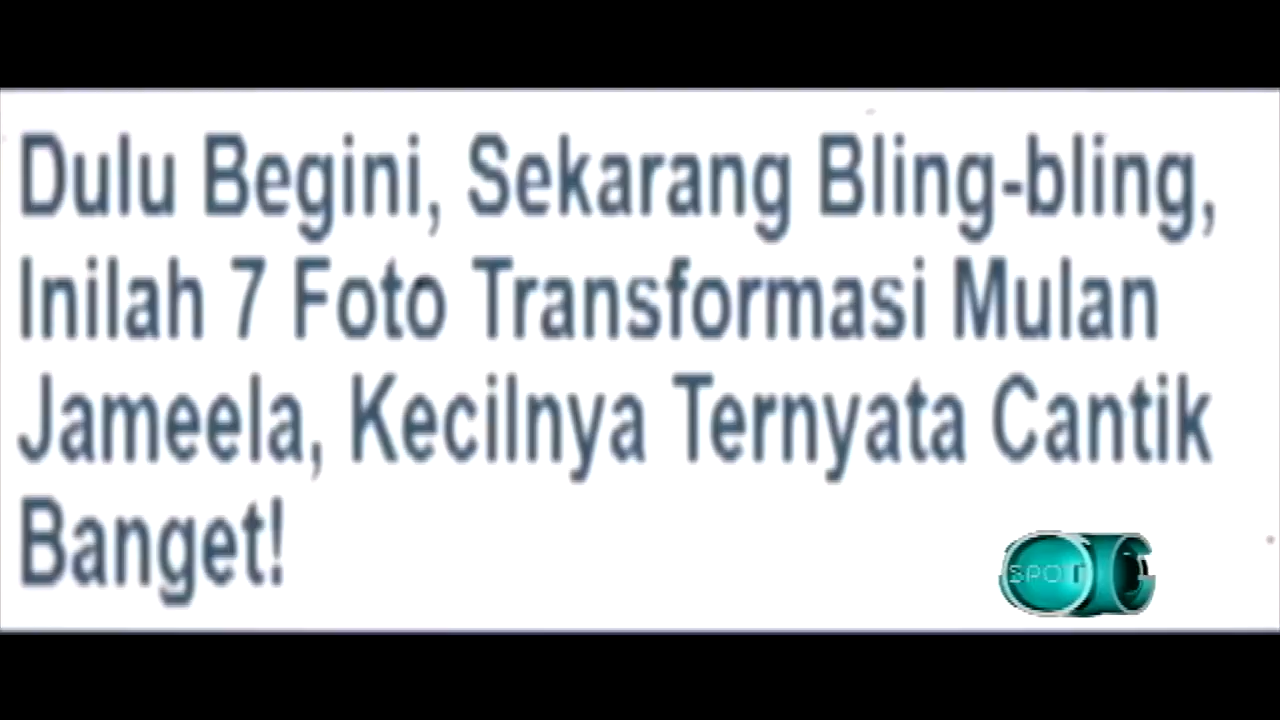 Dulu Begini, Sekarang Bling-bling,
Inilah 7 Foto Transformasi Mulan
Jameela, Kecilnya Ternyata Cantik
Banget!
SPOT